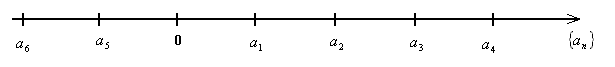 a₆ a₅ 0 a₁ a₂ a₃ a₄ (aₙ)